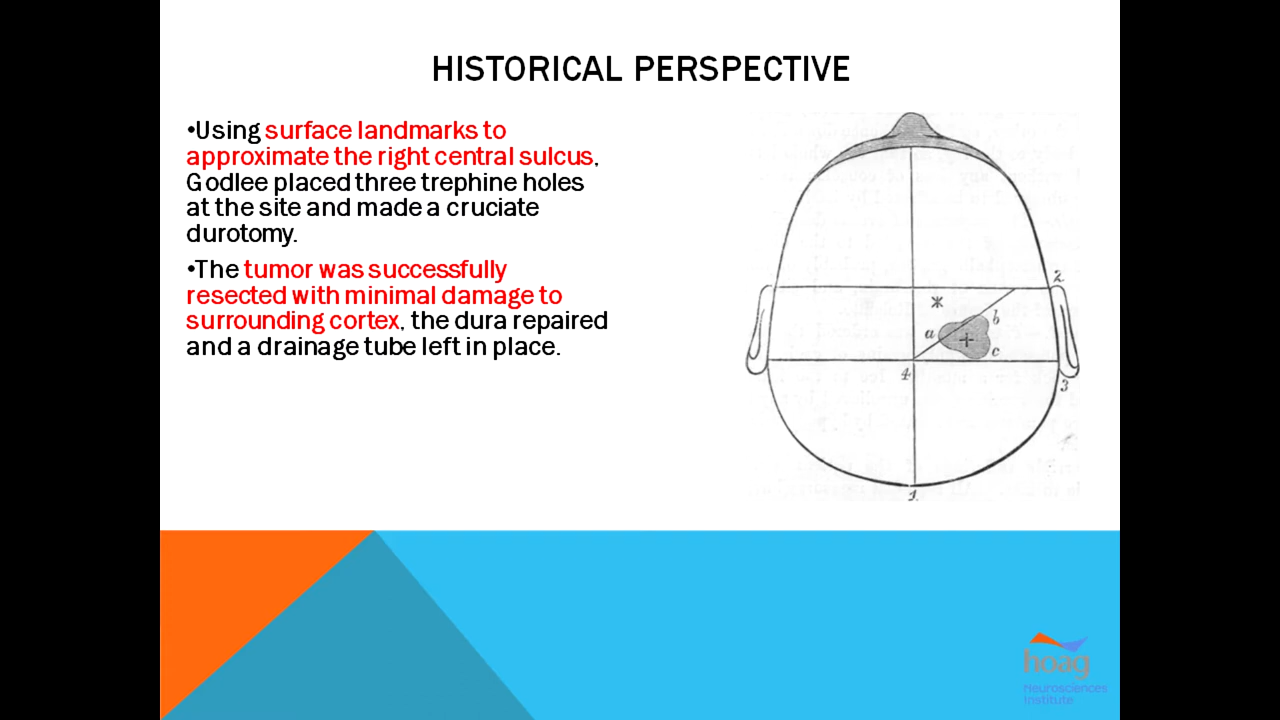 HISTORICAL PERSPECTIVE
•Using surface landmarks to
approximate the right central sulcus,
Godlee placed three trephine holes
at the site and made a cruciate
durotomy.
•The tumor was successfully
resected with minimal damage to
surrounding cortex, the dura repaired
and a drainage tube left in place.
2
a
b
c
4
3
1
hoag
Neurosciences
Institute